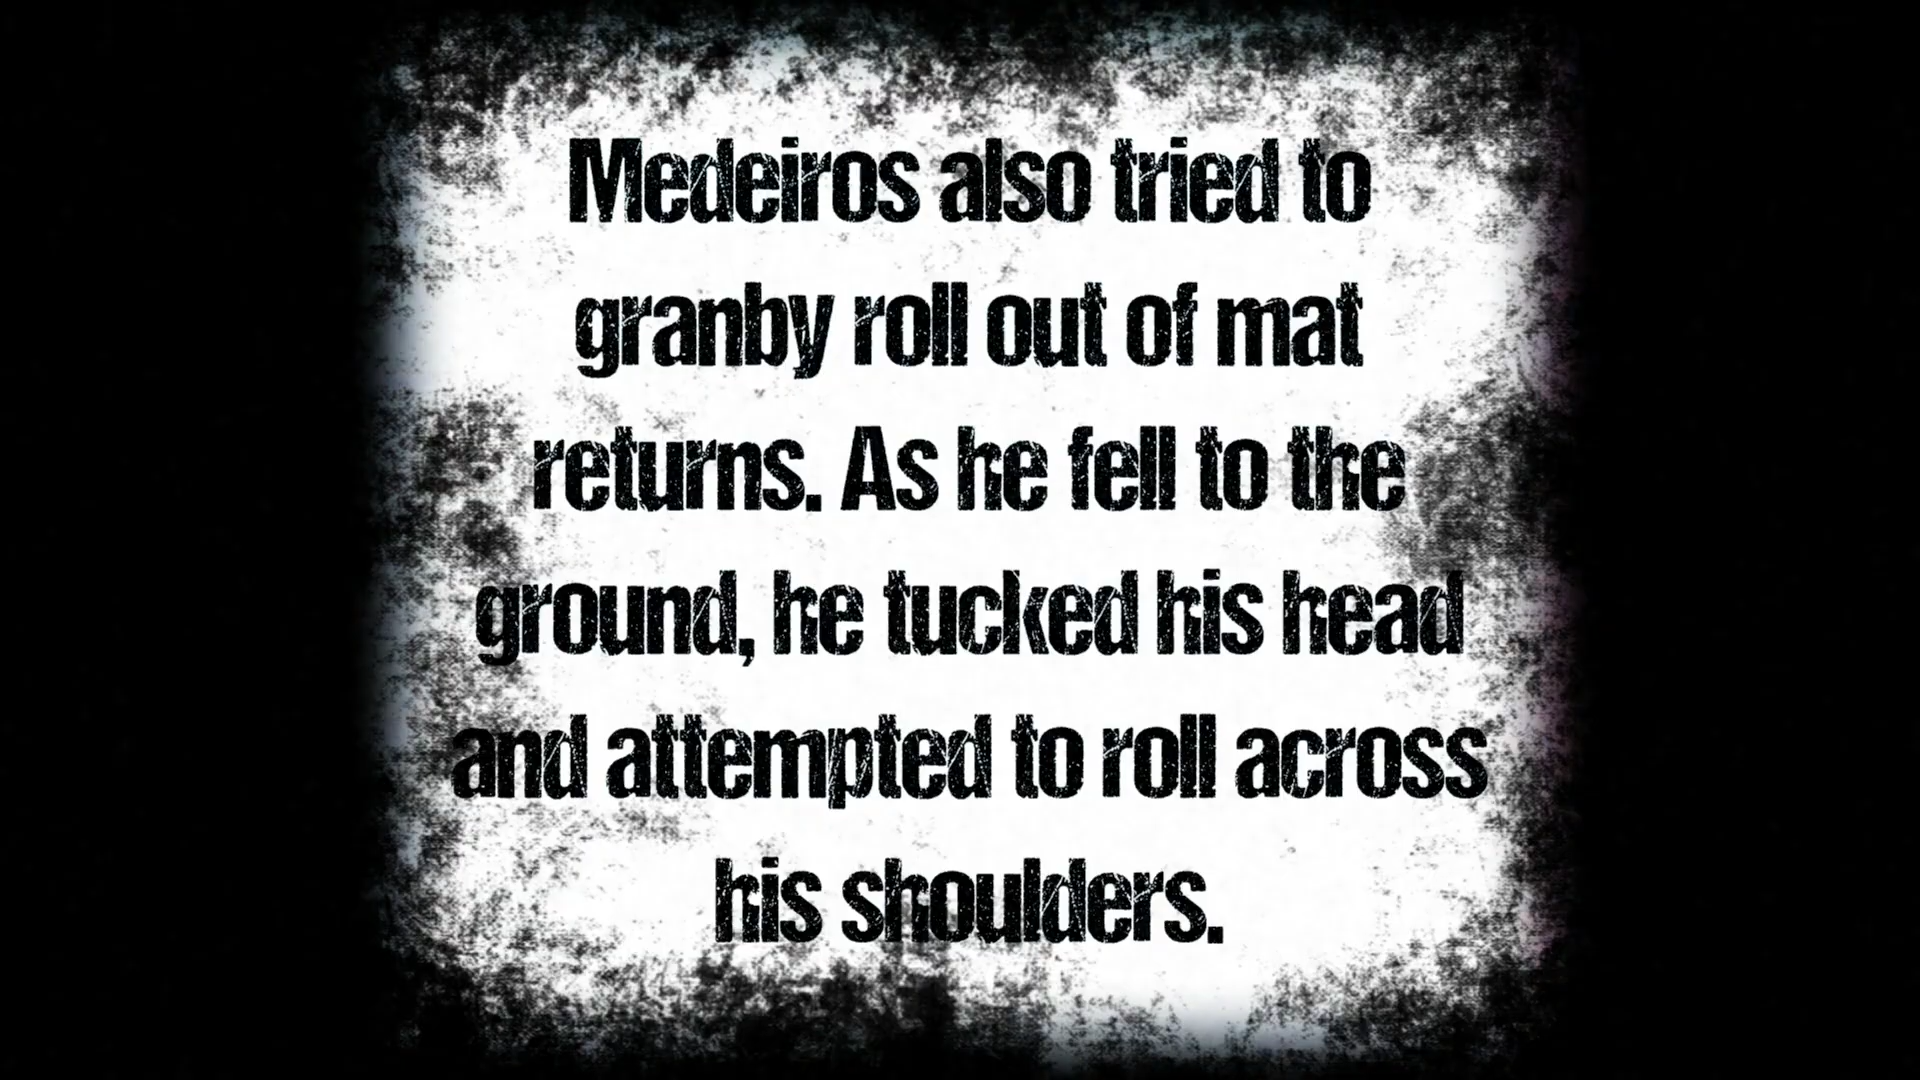 Medeiros also tried to
granby roll out of mat
returns. As he fell to the
ground, he tucked his head
and attempted to roll across
his shoulders.